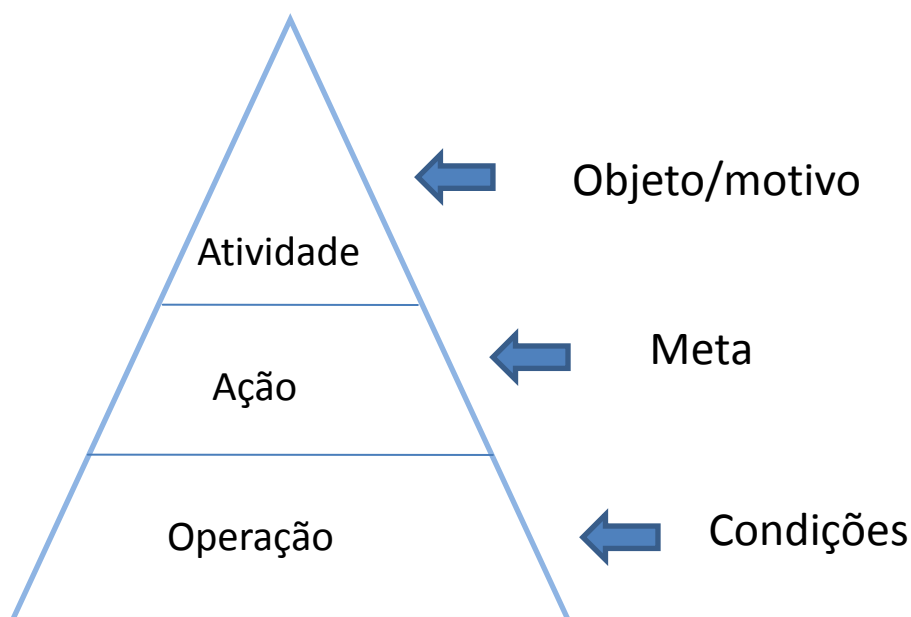 Objeto/motivo
Atividade
Meta
Ação
Condições
Operação